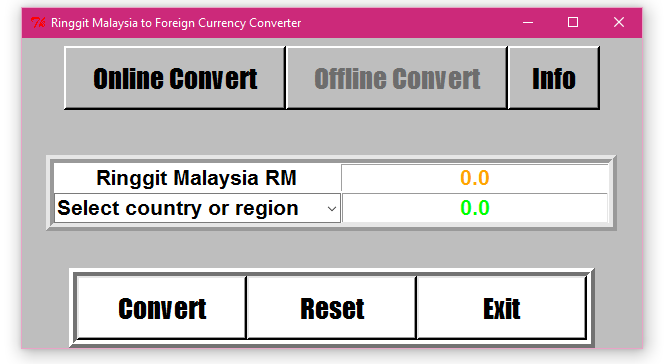 Ringgit Malaysia to Foreign Currency Converter
Online Convert Offline Convert Info
Ringgit Malaysia RM 0.0
Select country or region 0.0
Convert Reset Exit